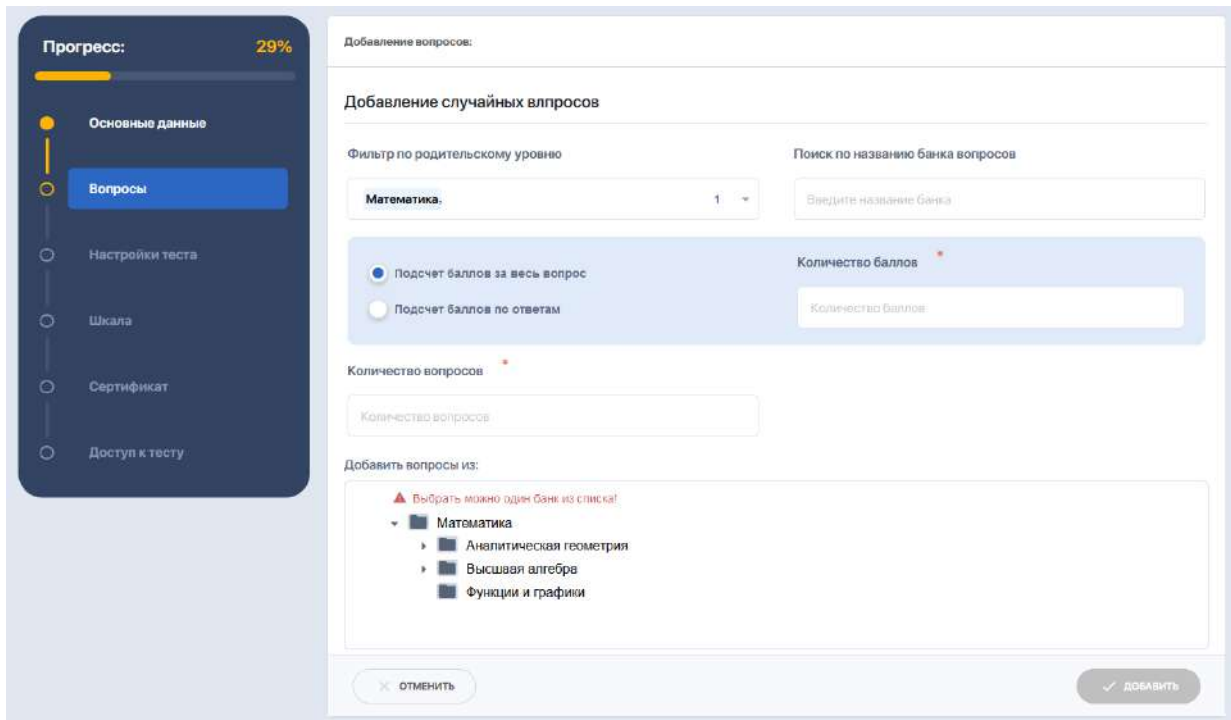 Прогресс: 29%
Основные данные
Вопросы
Настройки теста
Шкала
Сертификат
Доступ к тесту
Добавление вопросов:
Добавление случайных влпросов
Фильтр по родительскому уровню
Поиск по названию банка вопросов
Математика, 1
Введите название банка
Подсчет баллов за весь вопрос
Подсчет баллов по ответам
Количество баллов *
Количество баллов
Количество вопросов *
Количество вопросов
Добавить вопросы из:
Выбрать можно один банк из списка!
Математика
Аналитическая геометрия
Высшая алгебра
Функции и графики
ОТМЕНИТЬ
ДОБАВИТЬ